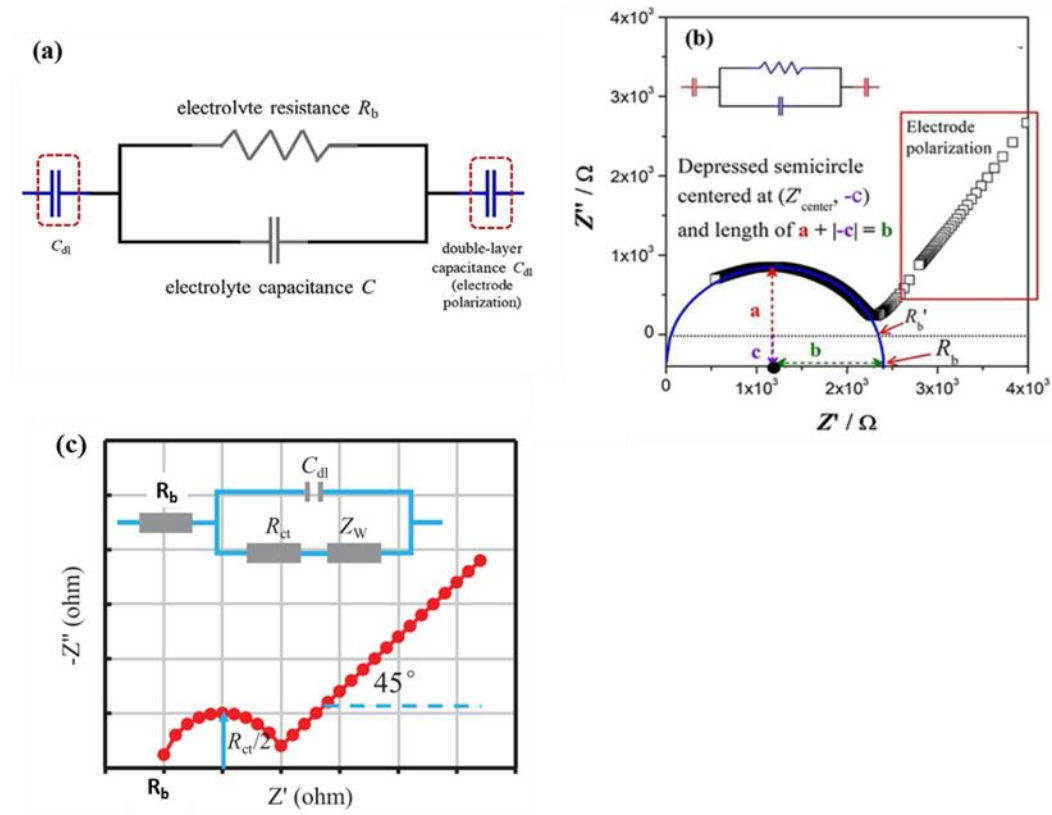 (a)
electrolyte resistance Rb
Cdl
electrolyte capacitance C
double-layer
capacitance Cdl
(electrode
polarization)
(b)
4x10³
3x10³
2x10³
1x10³
0
Z'' / Ω
Electrode
polarization
Depressed semicircle
centered at (Z'center, -c)
and length of a + |-c| = b
a
c
b
Rb'
Rb
0
1x10³
2x10³
3x10³
4x10³
Z' / Ω
(c)
Cdl
Rb
Rct
ZW
-Z" (ohm)
45°
Rct/2
Rb
Z' (ohm)